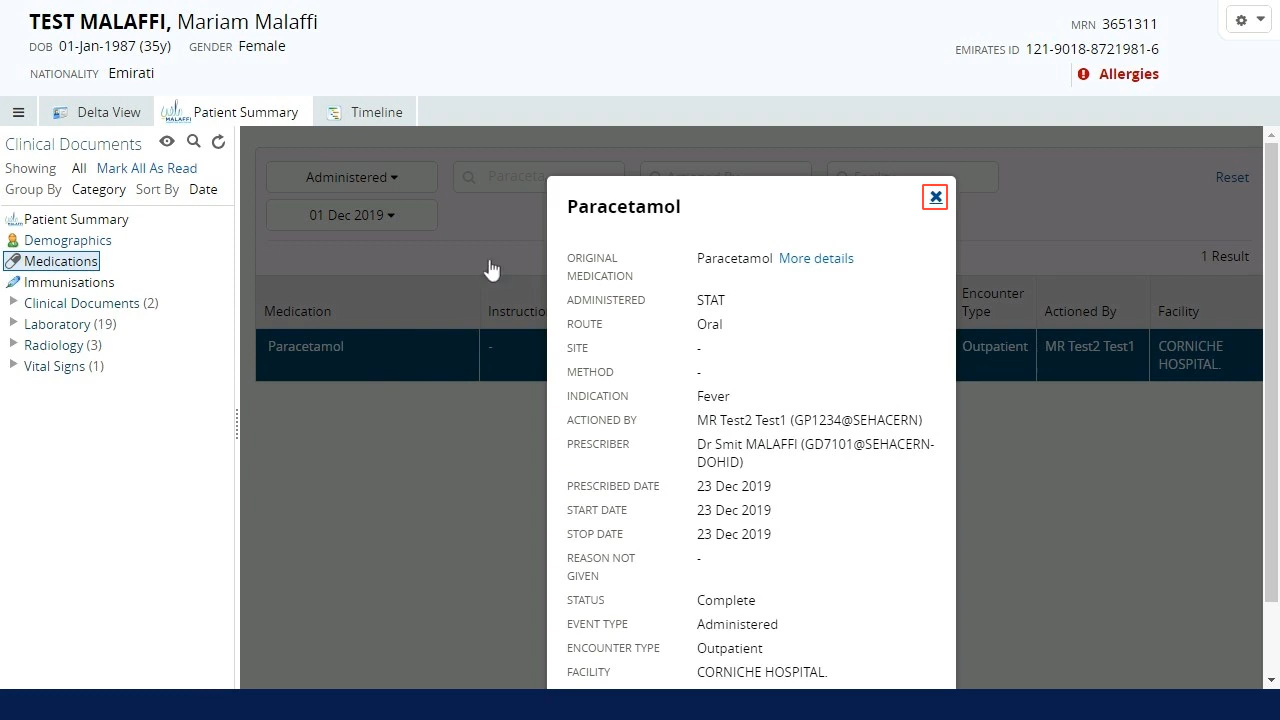 TEST MALAFFI, Mariam Malaffi
DOB 01-Jan-1987 (35y) GENDER Female
NATIONALITY Emirati
MRN 3651311
EMIRATES ID 121-9018-8721981-6
Allergies
Delta View
MALAFFI Patient Summary
Timeline
Clinical Documents
Showing All Mark All As Read
Group By Category Sort By Date
Patient Summary
Demographics
Medications
Immunisations
Clinical Documents (2)
Laboratory (19)
Radiology (3)
Vital Signs (1)
Administered
Reset
01 Dec 2019
1 Result
Medication
Encounter Type
Actioned By
Facility
Paracetamol
-
Outpatient
MR Test2 Test1
CORNICHE
HOSPITAL.
Paracetamol
ORIGINAL MEDICATION Paracetamol More details
ADMINISTERED STAT
ROUTE Oral
SITE -
METHOD -
INDICATION Fever
ACTIONED BY MR Test2 Test1 (GP1234@SEHACERN)
PRESCRIBER Dr Smit MALAFFI (GD7101@SEHACERN-
DOHID)
PRESCRIBED DATE 23 Dec 2019
START DATE 23 Dec 2019
STOP DATE 23 Dec 2019
REASON NOT GIVEN -
STATUS Complete
EVENT TYPE Administered
ENCOUNTER TYPE Outpatient
FACILITY CORNICHE HOSPITAL.